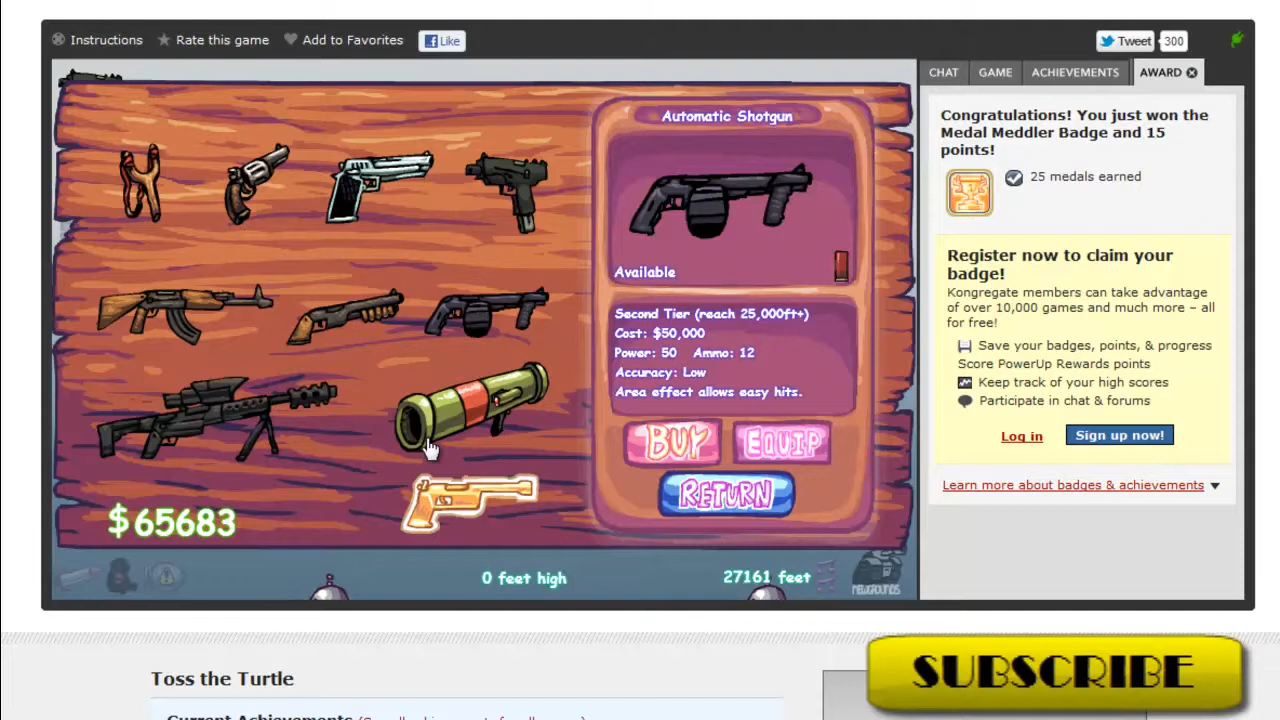 Instructions
Rate this game
Add to Favorites
Like
Tweet
300
CHAT
GAME
ACHIEVEMENTS
AWARD
Automatic Shotgun
Available
Second Tier (reach 25,000ft+)
Cost: $50,000
Power: 50 Ammo: 12
Accuracy: Low
Area effect allows easy hits.
BUY
EQUIP
RETURN
$65683
0 feet high
27161 feet
NEWGROUNDS
Congratulations! You just won the
Medal Meddler Badge and 15
points!
25 medals earned
Register now to claim your
badge!
Kongregate members can take advantage
of over 10,000 games and much more – all
for free!
Save your badges, points, & progress
Score PowerUp Rewards points
Keep track of your high scores
Participate in chat & forums
Log in
Sign up now!
Learn more about badges & achievements
Toss the Turtle
SUBSCRIBE
Current Achievements